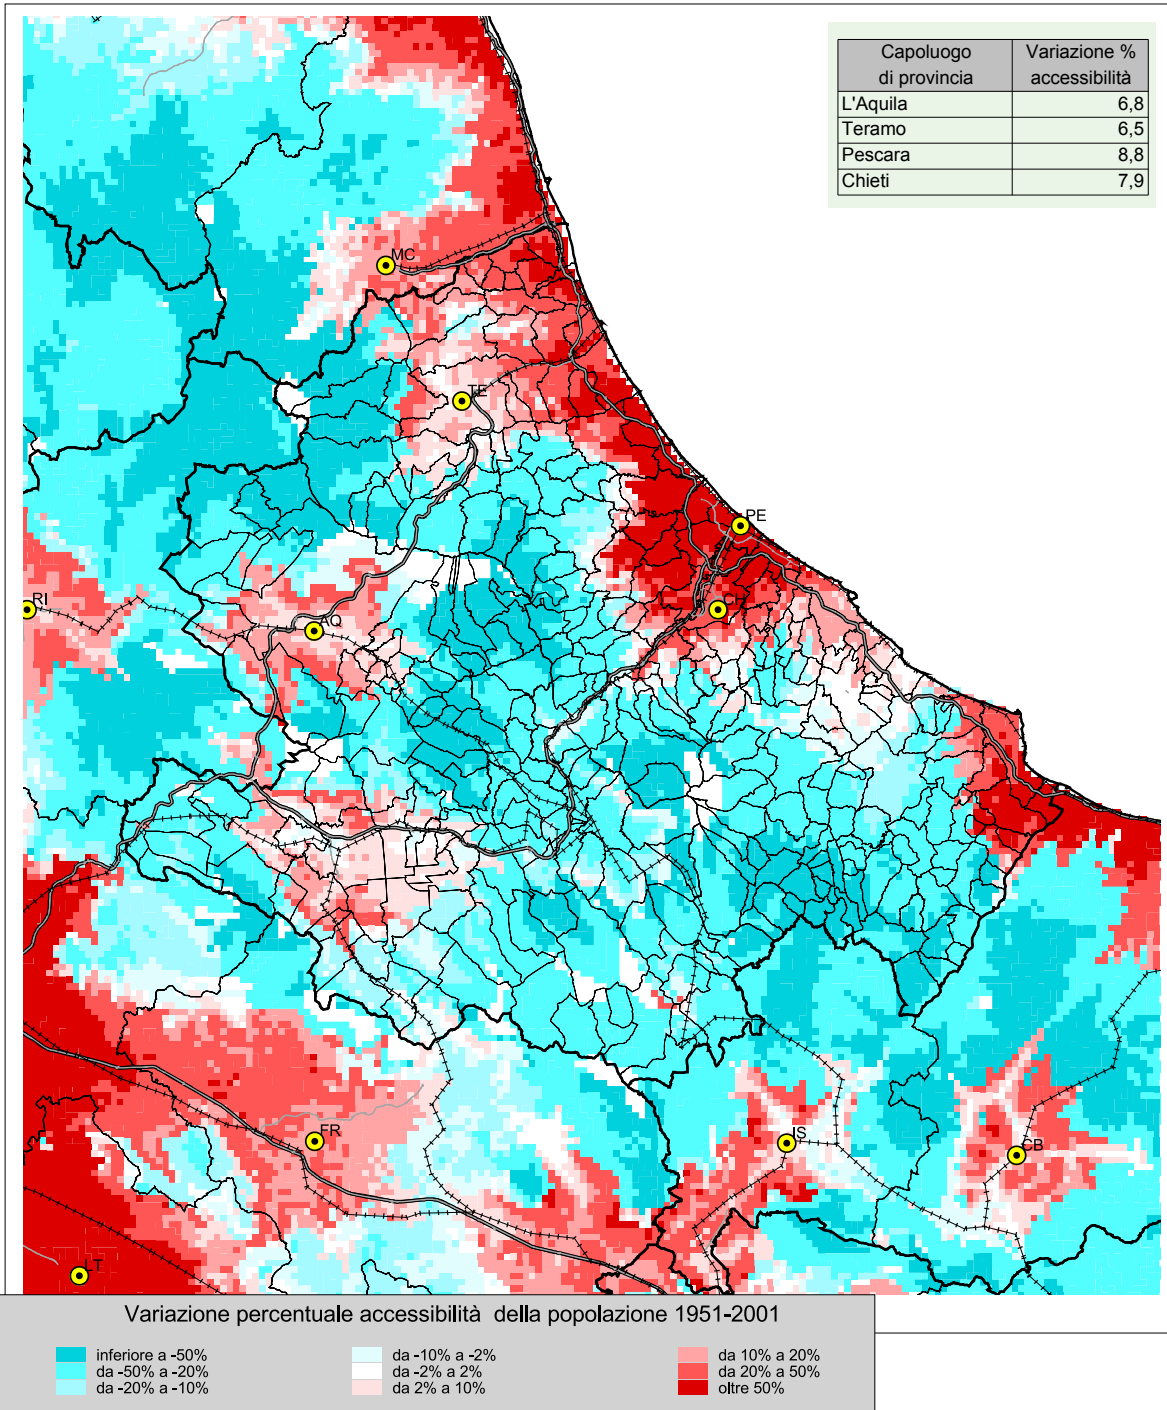 Capoluogo di provincia Variazione % accessibilità
L'Aquila 6,8
Teramo 6,5
Pescara 8,8
Chieti 7,9
MC
TE
PE
CH
RI
AQ
FR
IS
CB
LT
Variazione percentuale accessibilità della popolazione 1951-2001
inferiore a -50%
da -50% a -20%
da -20% a -10%
da -10% a -2%
da -2% a 2%
da 2% a 10%
da 10% a 20%
da 20% a 50%
oltre 50%